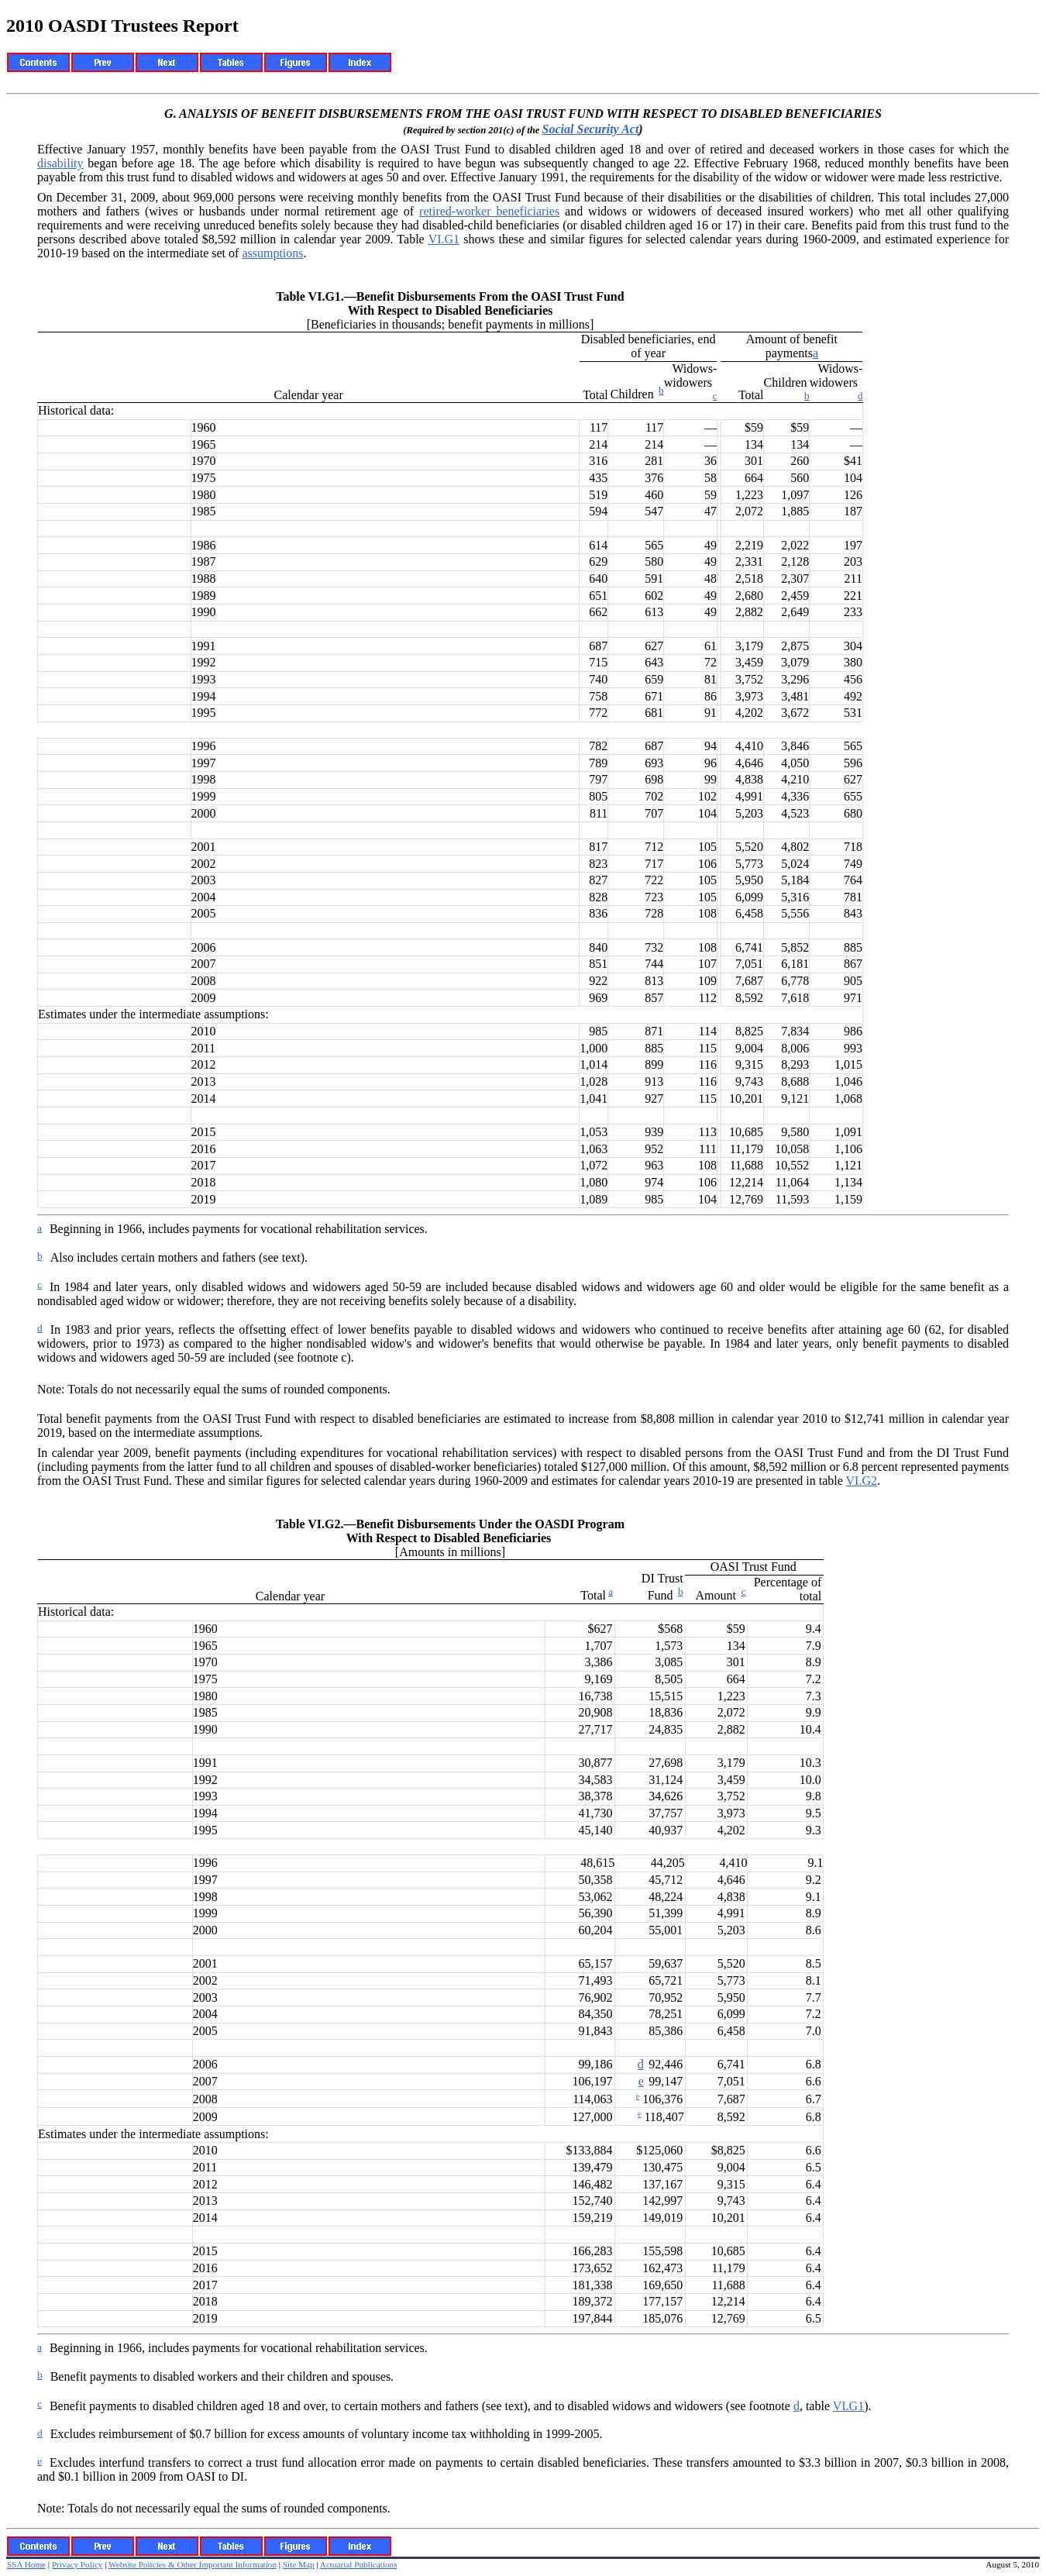 2010 OASDI Trustees Report
Contents Prev Next Tables Figures Index
G. ANALYSIS OF BENEFIT DISBURSEMENTS FROM THE OASI TRUST FUND WITH RESPECT TO DISABLED BENEFICIARIES
(Required by section 201(c) of the Social Security Act)
Effective January 1957, monthly benefits have been payable from the OASI Trust Fund to disabled children aged 18 and over of retired and deceased workers in those cases for which the
disability began before age 18. The age before which disability is required to have begun was subsequently changed to age 22. Effective February 1968, reduced monthly benefits have been
payable from this trust fund to disabled widows and widowers at ages 50 and over. Effective January 1991, the requirements for the disability of the widow or widower were made less restrictive.
On December 31, 2009, about 969,000 persons were receiving monthly benefits from the OASI Trust Fund because of their disabilities or the disabilities of children. This total includes 27,000
mothers and fathers (wives or husbands under normal retirement age of retired-worker beneficiaries and widows or widowers of deceased insured workers) who met all other qualifying
requirements and were receiving unreduced benefits solely because they had disabled-child beneficiaries (or disabled children aged 16 or 17) in their care. Benefits paid from this trust fund to the
persons described above totaled $8,592 million in calendar year 2009. Table VI.G1 shows these and similar figures for selected calendar years during 1960-2009, and estimated experience for
2010-19 based on the intermediate set of assumptions.
Table VI.G1.—Benefit Disbursements From the OASI Trust Fund
With Respect to Disabled Beneficiaries
[Beneficiaries in thousands; benefit payments in millions]
Disabled beneficiaries, end of year Amount of benefit paymentsa
Calendar year Total Children b Widows-widowers c Total Children b Widows-widowers d
Historical data:
1960 117 117 — $59 $59 —
1965 214 214 — 134 134 —
1970 316 281 36 301 260 $41
1975 435 376 58 664 560 104
1980 519 460 59 1,223 1,097 126
1985 594 547 47 2,072 1,885 187
1986 614 565 49 2,219 2,022 197
1987 629 580 49 2,331 2,128 203
1988 640 591 48 2,518 2,307 211
1989 651 602 49 2,680 2,459 221
1990 662 613 49 2,882 2,649 233
1991 687 627 61 3,179 2,875 304
1992 715 643 72 3,459 3,079 380
1993 740 659 81 3,752 3,296 456
1994 758 671 86 3,973 3,481 492
1995 772 681 91 4,202 3,672 531
1996 782 687 94 4,410 3,846 565
1997 789 693 96 4,646 4,050 596
1998 797 698 99 4,838 4,210 627
1999 805 702 102 4,991 4,336 655
2000 811 707 104 5,203 4,523 680
2001 817 712 105 5,520 4,802 718
2002 823 717 106 5,773 5,024 749
2003 827 722 105 5,950 5,184 764
2004 828 723 105 6,099 5,316 781
2005 836 728 108 6,458 5,556 843
2006 840 732 108 6,741 5,852 885
2007 851 744 107 7,051 6,181 867
2008 922 813 109 7,687 6,778 905
2009 969 857 112 8,592 7,618 971
Estimates under the intermediate assumptions:
2010 985 871 114 8,825 7,834 986
2011 1,000 885 115 9,004 8,006 993
2012 1,014 899 116 9,315 8,293 1,015
2013 1,028 913 116 9,743 8,688 1,046
2014 1,041 927 115 10,201 9,121 1,068
2015 1,053 939 113 10,685 9,580 1,091
2016 1,063 952 111 11,179 10,058 1,106
2017 1,072 963 108 11,688 10,552 1,121
2018 1,080 974 106 12,214 11,064 1,134
2019 1,089 985 104 12,769 11,593 1,159
a Beginning in 1966, includes payments for vocational rehabilitation services.
b Also includes certain mothers and fathers (see text).
c In 1984 and later years, only disabled widows and widowers aged 50-59 are included because disabled widows and widowers age 60 and older would be eligible for the same benefit as a
nondisabled aged widow or widower; therefore, they are not receiving benefits solely because of a disability.
d In 1983 and prior years, reflects the offsetting effect of lower benefits payable to disabled widows and widowers who continued to receive benefits after attaining age 60 (62, for disabled
widowers, prior to 1973) as compared to the higher nondisabled widow's and widower's benefits that would otherwise be payable. In 1984 and later years, only benefit payments to disabled
widows and widowers aged 50-59 are included (see footnote c).
Note: Totals do not necessarily equal the sums of rounded components.
Total benefit payments from the OASI Trust Fund with respect to disabled beneficiaries are estimated to increase from $8,808 million in calendar year 2010 to $12,741 million in calendar year
2019, based on the intermediate assumptions.
In calendar year 2009, benefit payments (including expenditures for vocational rehabilitation services) with respect to disabled persons from the OASI Trust Fund and from the DI Trust Fund
(including payments from the latter fund to all children and spouses of disabled-worker beneficiaries) totaled $127,000 million. Of this amount, $8,592 million or 6.8 percent represented payments
from the OASI Trust Fund. These and similar figures for selected calendar years during 1960-2009 and estimates for calendar years 2010-19 are presented in table VI.G2.
Table VI.G2.—Benefit Disbursements Under the OASDI Program
With Respect to Disabled Beneficiaries
[Amounts in millions]
OASI Trust Fund
Calendar year Total a DI Trust Fund b Amount c Percentage of total
Historical data:
1960 $627 $568 $59 9.4
1965 1,707 1,573 134 7.9
1970 3,386 3,085 301 8.9
1975 9,169 8,505 664 7.2
1980 16,738 15,515 1,223 7.3
1985 20,908 18,836 2,072 9.9
1990 27,717 24,835 2,882 10.4
1991 30,877 27,698 3,179 10.3
1992 34,583 31,124 3,459 10.0
1993 38,378 34,626 3,752 9.8
1994 41,730 37,757 3,973 9.5
1995 45,140 40,937 4,202 9.3
1996 48,615 44,205 4,410 9.1
1997 50,358 45,712 4,646 9.2
1998 53,062 48,224 4,838 9.1
1999 56,390 51,399 4,991 8.9
2000 60,204 55,001 5,203 8.6
2001 65,157 59,637 5,520 8.5
2002 71,493 65,721 5,773 8.1
2003 76,902 70,952 5,950 7.7
2004 84,350 78,251 6,099 7.2
2005 91,843 85,386 6,458 7.0
2006 99,186 d 92,446 6,741 6.8
2007 106,197 e 99,147 7,051 6.6
2008 114,063 e 106,376 7,687 6.7
2009 127,000 e 118,407 8,592 6.8
Estimates under the intermediate assumptions:
2010 $133,884 $125,060 $8,825 6.6
2011 139,479 130,475 9,004 6.5
2012 146,482 137,167 9,315 6.4
2013 152,740 142,997 9,743 6.4
2014 159,219 149,019 10,201 6.4
2015 166,283 155,598 10,685 6.4
2016 173,652 162,473 11,179 6.4
2017 181,338 169,650 11,688 6.4
2018 189,372 177,157 12,214 6.4
2019 197,844 185,076 12,769 6.5
a Beginning in 1966, includes payments for vocational rehabilitation services.
b Benefit payments to disabled workers and their children and spouses.
c Benefit payments to disabled children aged 18 and over, to certain mothers and fathers (see text), and to disabled widows and widowers (see footnote d, table VI.G1).
d Excludes reimbursement of $0.7 billion for excess amounts of voluntary income tax withholding in 1999-2005.
e Excludes interfund transfers to correct a trust fund allocation error made on payments to certain disabled beneficiaries. These transfers amounted to $3.3 billion in 2007, $0.3 billion in 2008,
and $0.1 billion in 2009 from OASI to DI.
Note: Totals do not necessarily equal the sums of rounded components.
Contents Prev Next Tables Figures Index
SSA Home | Privacy Policy | Website Policies & Other Important Information | Site Map | Actuarial Publications August 5, 2010